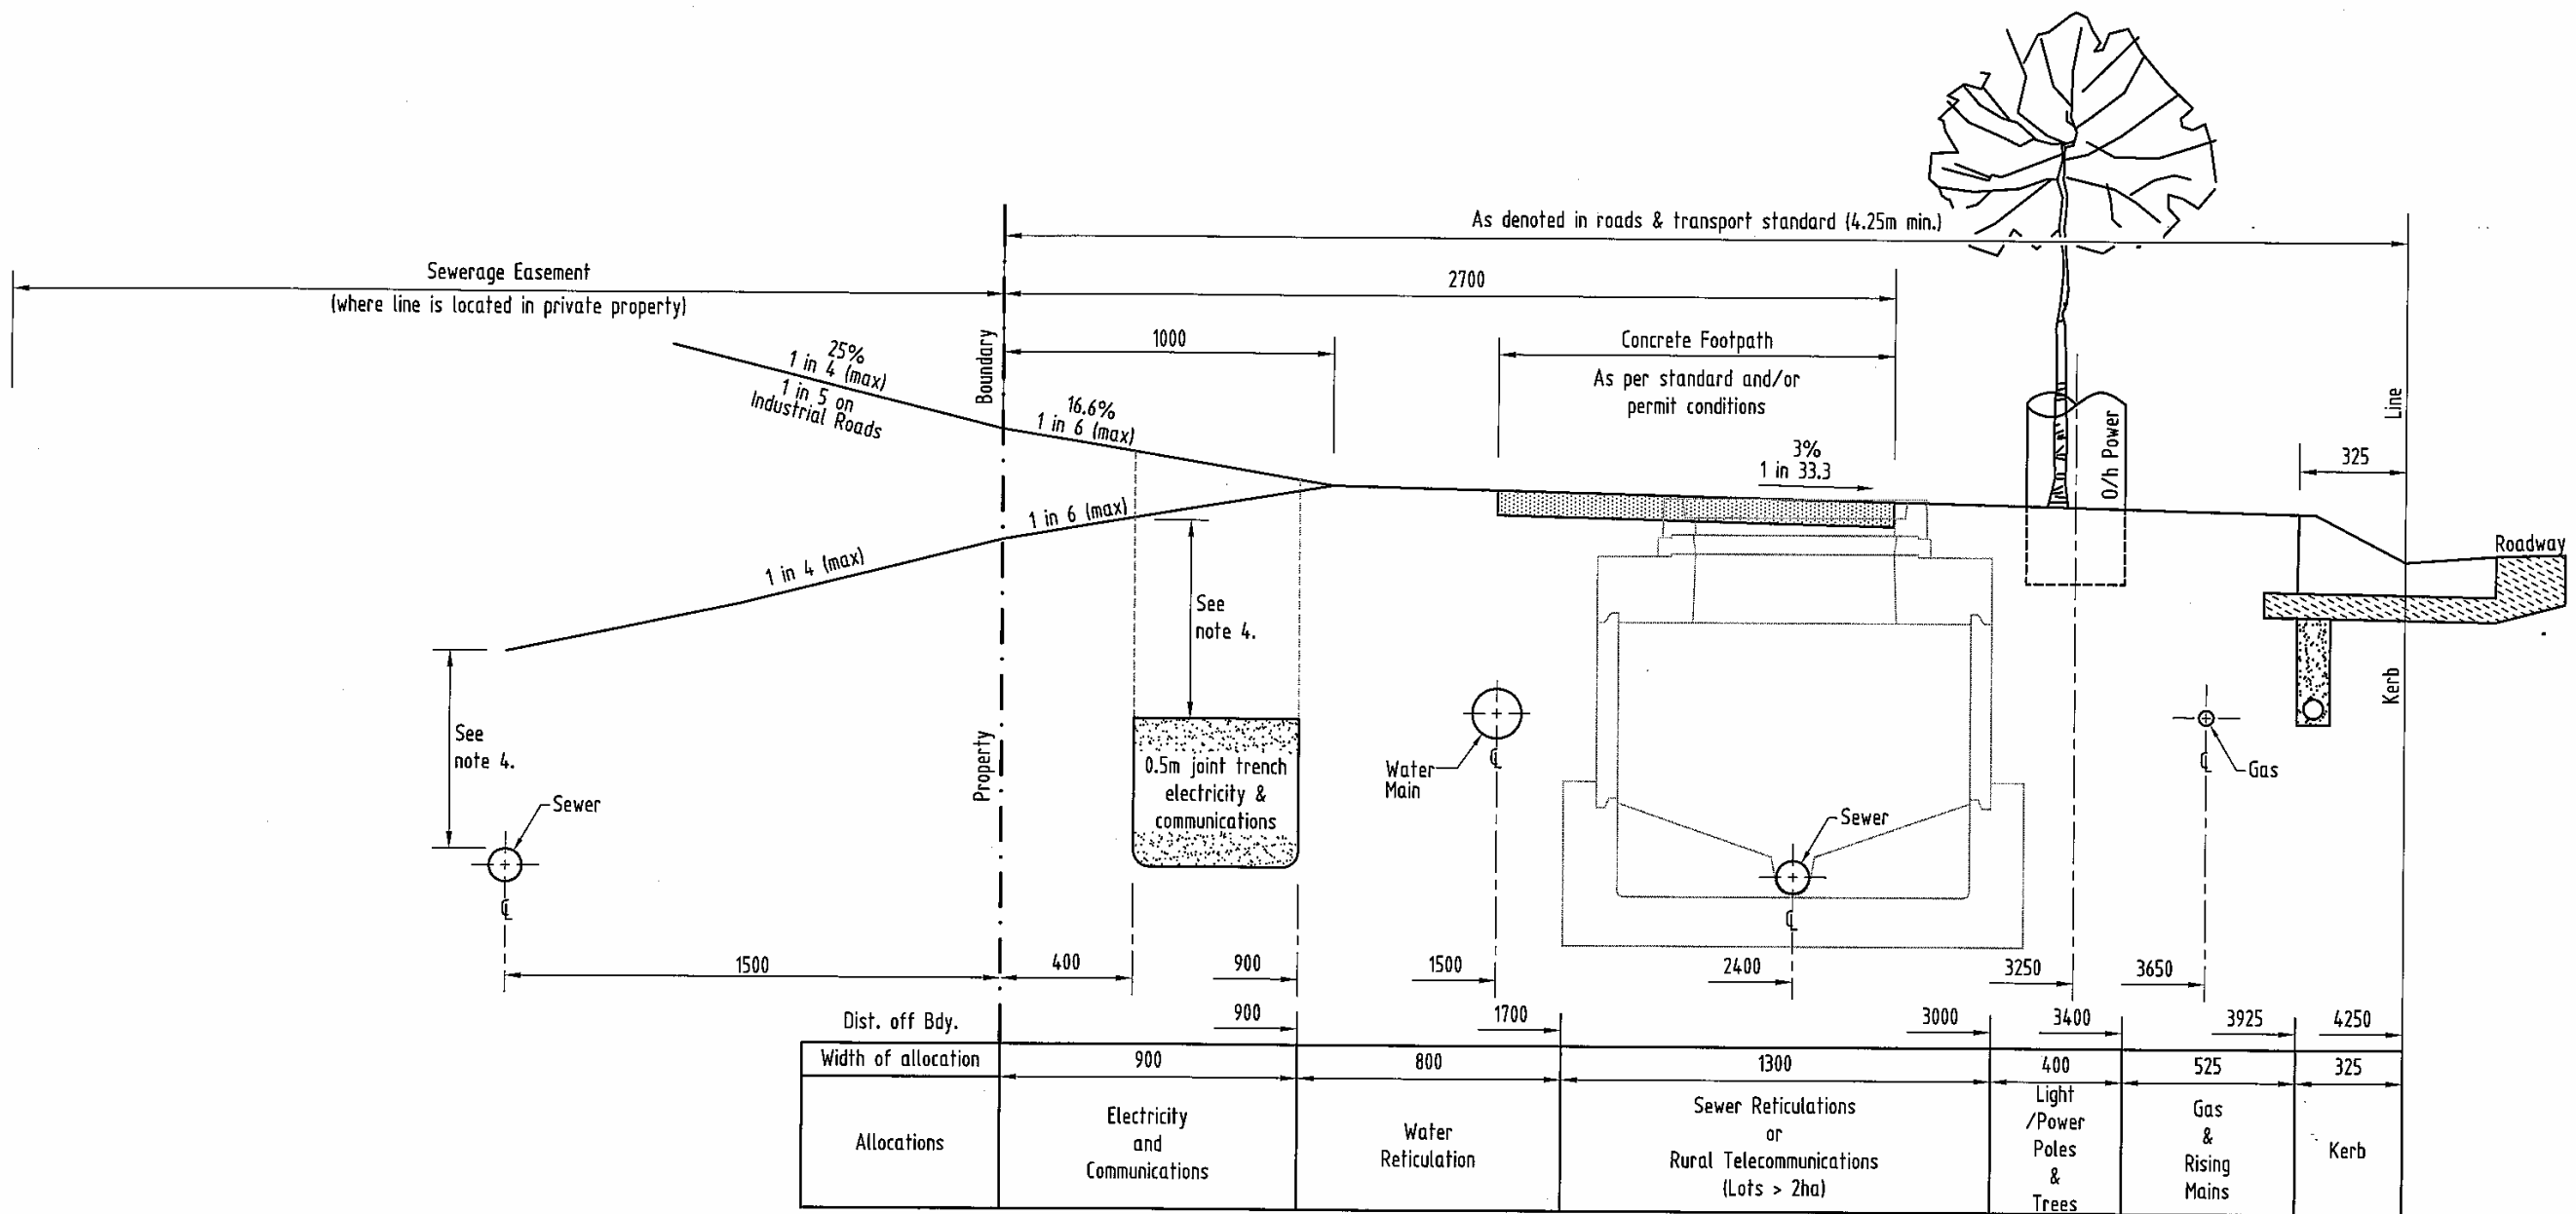 As denoted in roads & transport standard (4.25m min.)
Sewerage Easement
(where line is located in private property)
2700
1000
Concrete Footpath
As per standard and/or
permit conditions
25%
1 in 4 (max)
1 in 5 on
Industrial Roads
Boundary
16.6%
1 in 6 (max)
3%
1 in 33.3
O/h Power
Line
325
1 in 6 (max)
1 in 4 (max)
Roadway
See
note 4.
See
note 4.
Property
0.5m joint trench
electricity &
communications
Water
Main
Kerb
Gas
Sewer
Sewer
1500
400
900
1500
2400
3250
3650
Dist. off Bdy.
900
1700
3000
3400
3925
4250
Width of allocation
900
800
1300
400
525
325
Allocations
Electricity
and
Communications
Water
Reticulation
Sewer Reticulations
or
Rural Telecommunications
(Lots > 2ha)
Light
/Power
Poles
&
Trees
Gas
&
Rising
Mains
Kerb